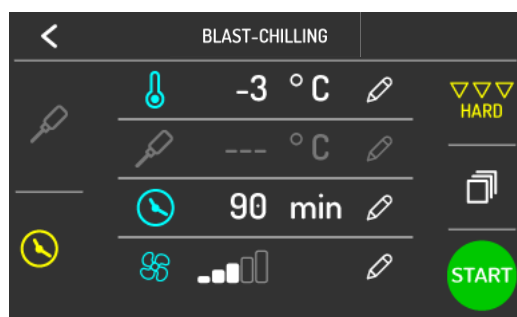 BLAST-CHILLING
-3 °C
HARD
--- °C
90 min
START